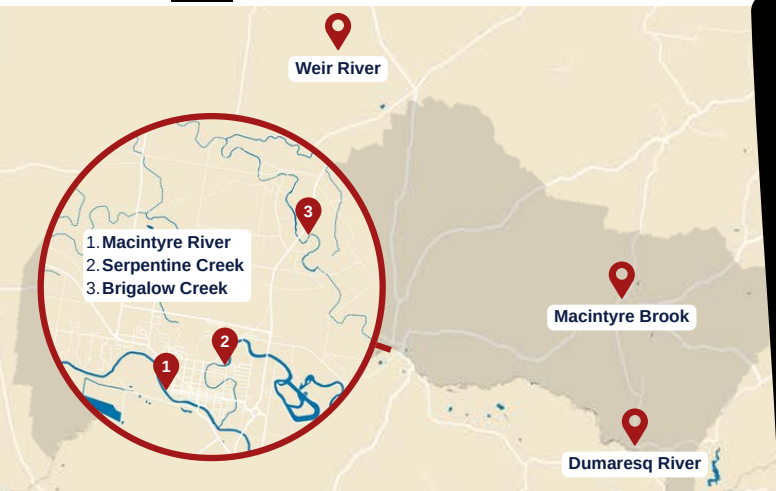 Weir River
3
1. Macintyre River
2. Serpentine Creek
3. Brigalow Creek
Macintyre Brook
2
1
Dumaresq River